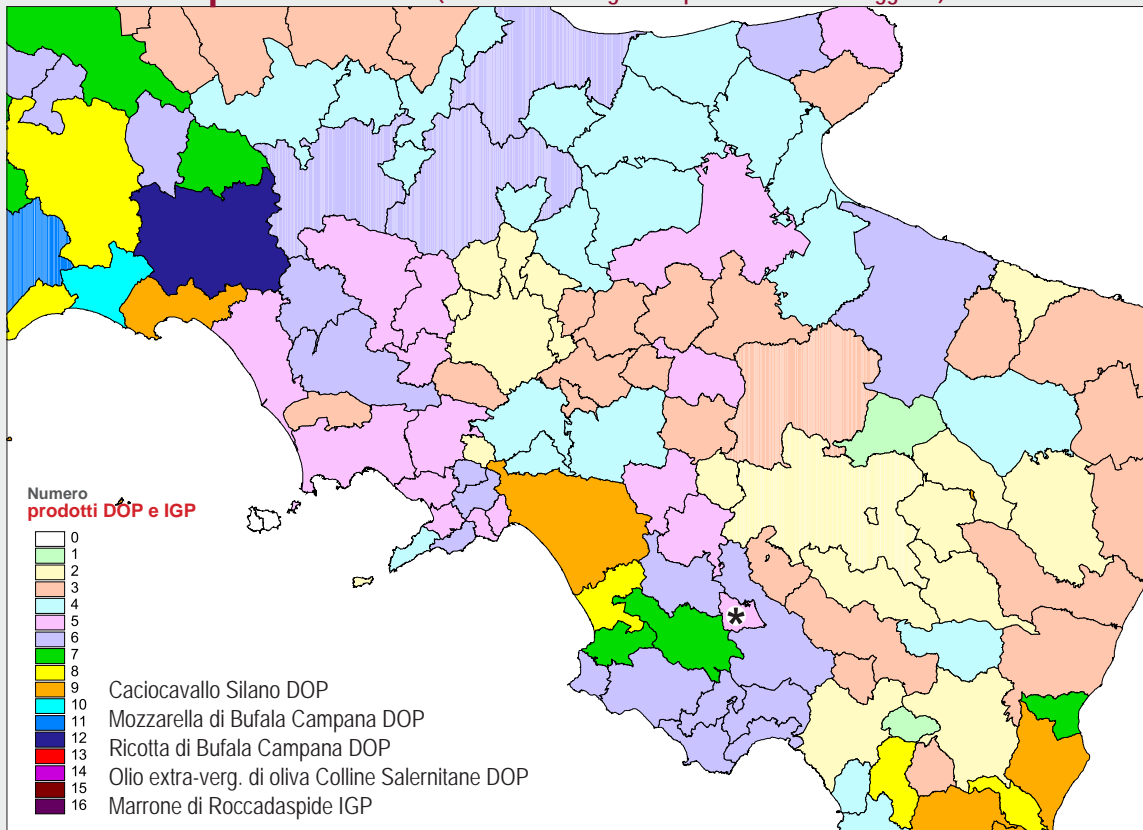 Numero
prodotti DOP e IGP
0
1
2
3
4
5
6
7
8
9
10
11
12
13
14
15
16
*
Caciocavallo Silano DOP
Mozzarella di Bufala Campana DOP
Ricotta di Bufala Campana DOP
Olio extra-verg. di oliva Colline Salernitane DOP
Marrone di Roccadaspide IGP